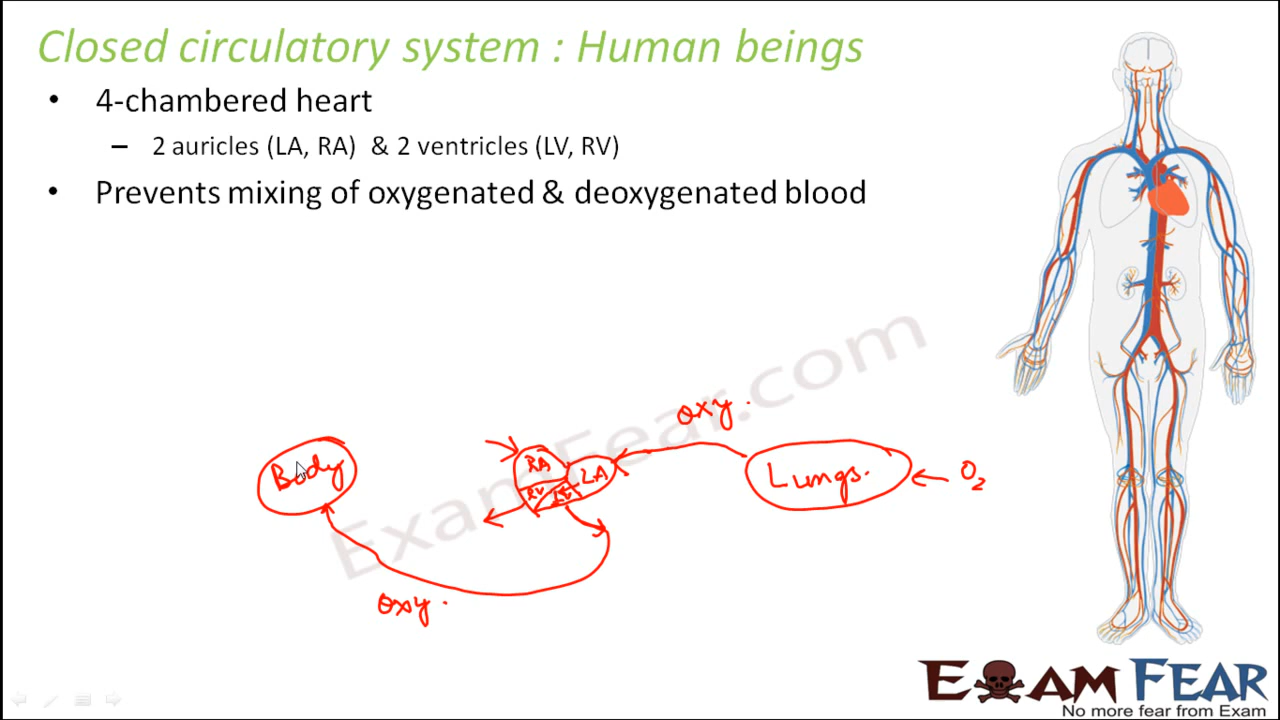 Closed circulatory system : Human beings
• 4-chambered heart
– 2 auricles (LA, RA) & 2 ventricles (LV, RV)
• Prevents mixing of oxygenated & deoxygenated blood
ExamFear.com
oxy.
Body
RA
LA
RV
LV
Lungs.
O2
oxy.
EXAM FEAR
No more fear from Exam